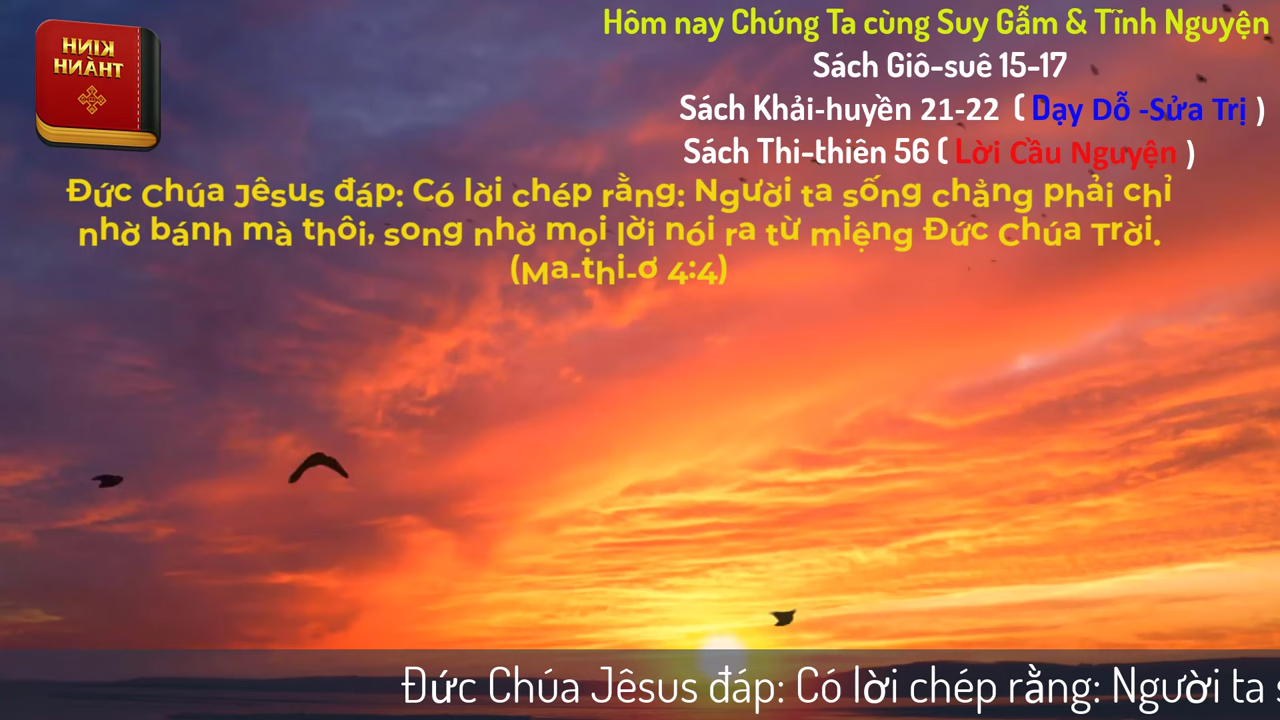 KINH
THÀNH
Hôm nay Chúng Ta cùng Suy Gẫm & Tĩnh Nguyện
Sách Giô-suê 15-17
Sách Khải-huyền 21-22 ( Dạy Dỗ -Sửa Trị )
Sách Thi-thiên 56 ( Lời Cầu Nguyện )
Đức Chúa Jêsus đáp: Có lời chép rằng: Người ta sống chẳng phải chỉ
nhờ bánh mà thôi, song nhờ mọi lời nói ra từ miệng Đức Chúa Trời.
(Ma-thi-ơ 4:4)
Đức Chúa Jêsus đáp: Có lời chép rằng: Người ta